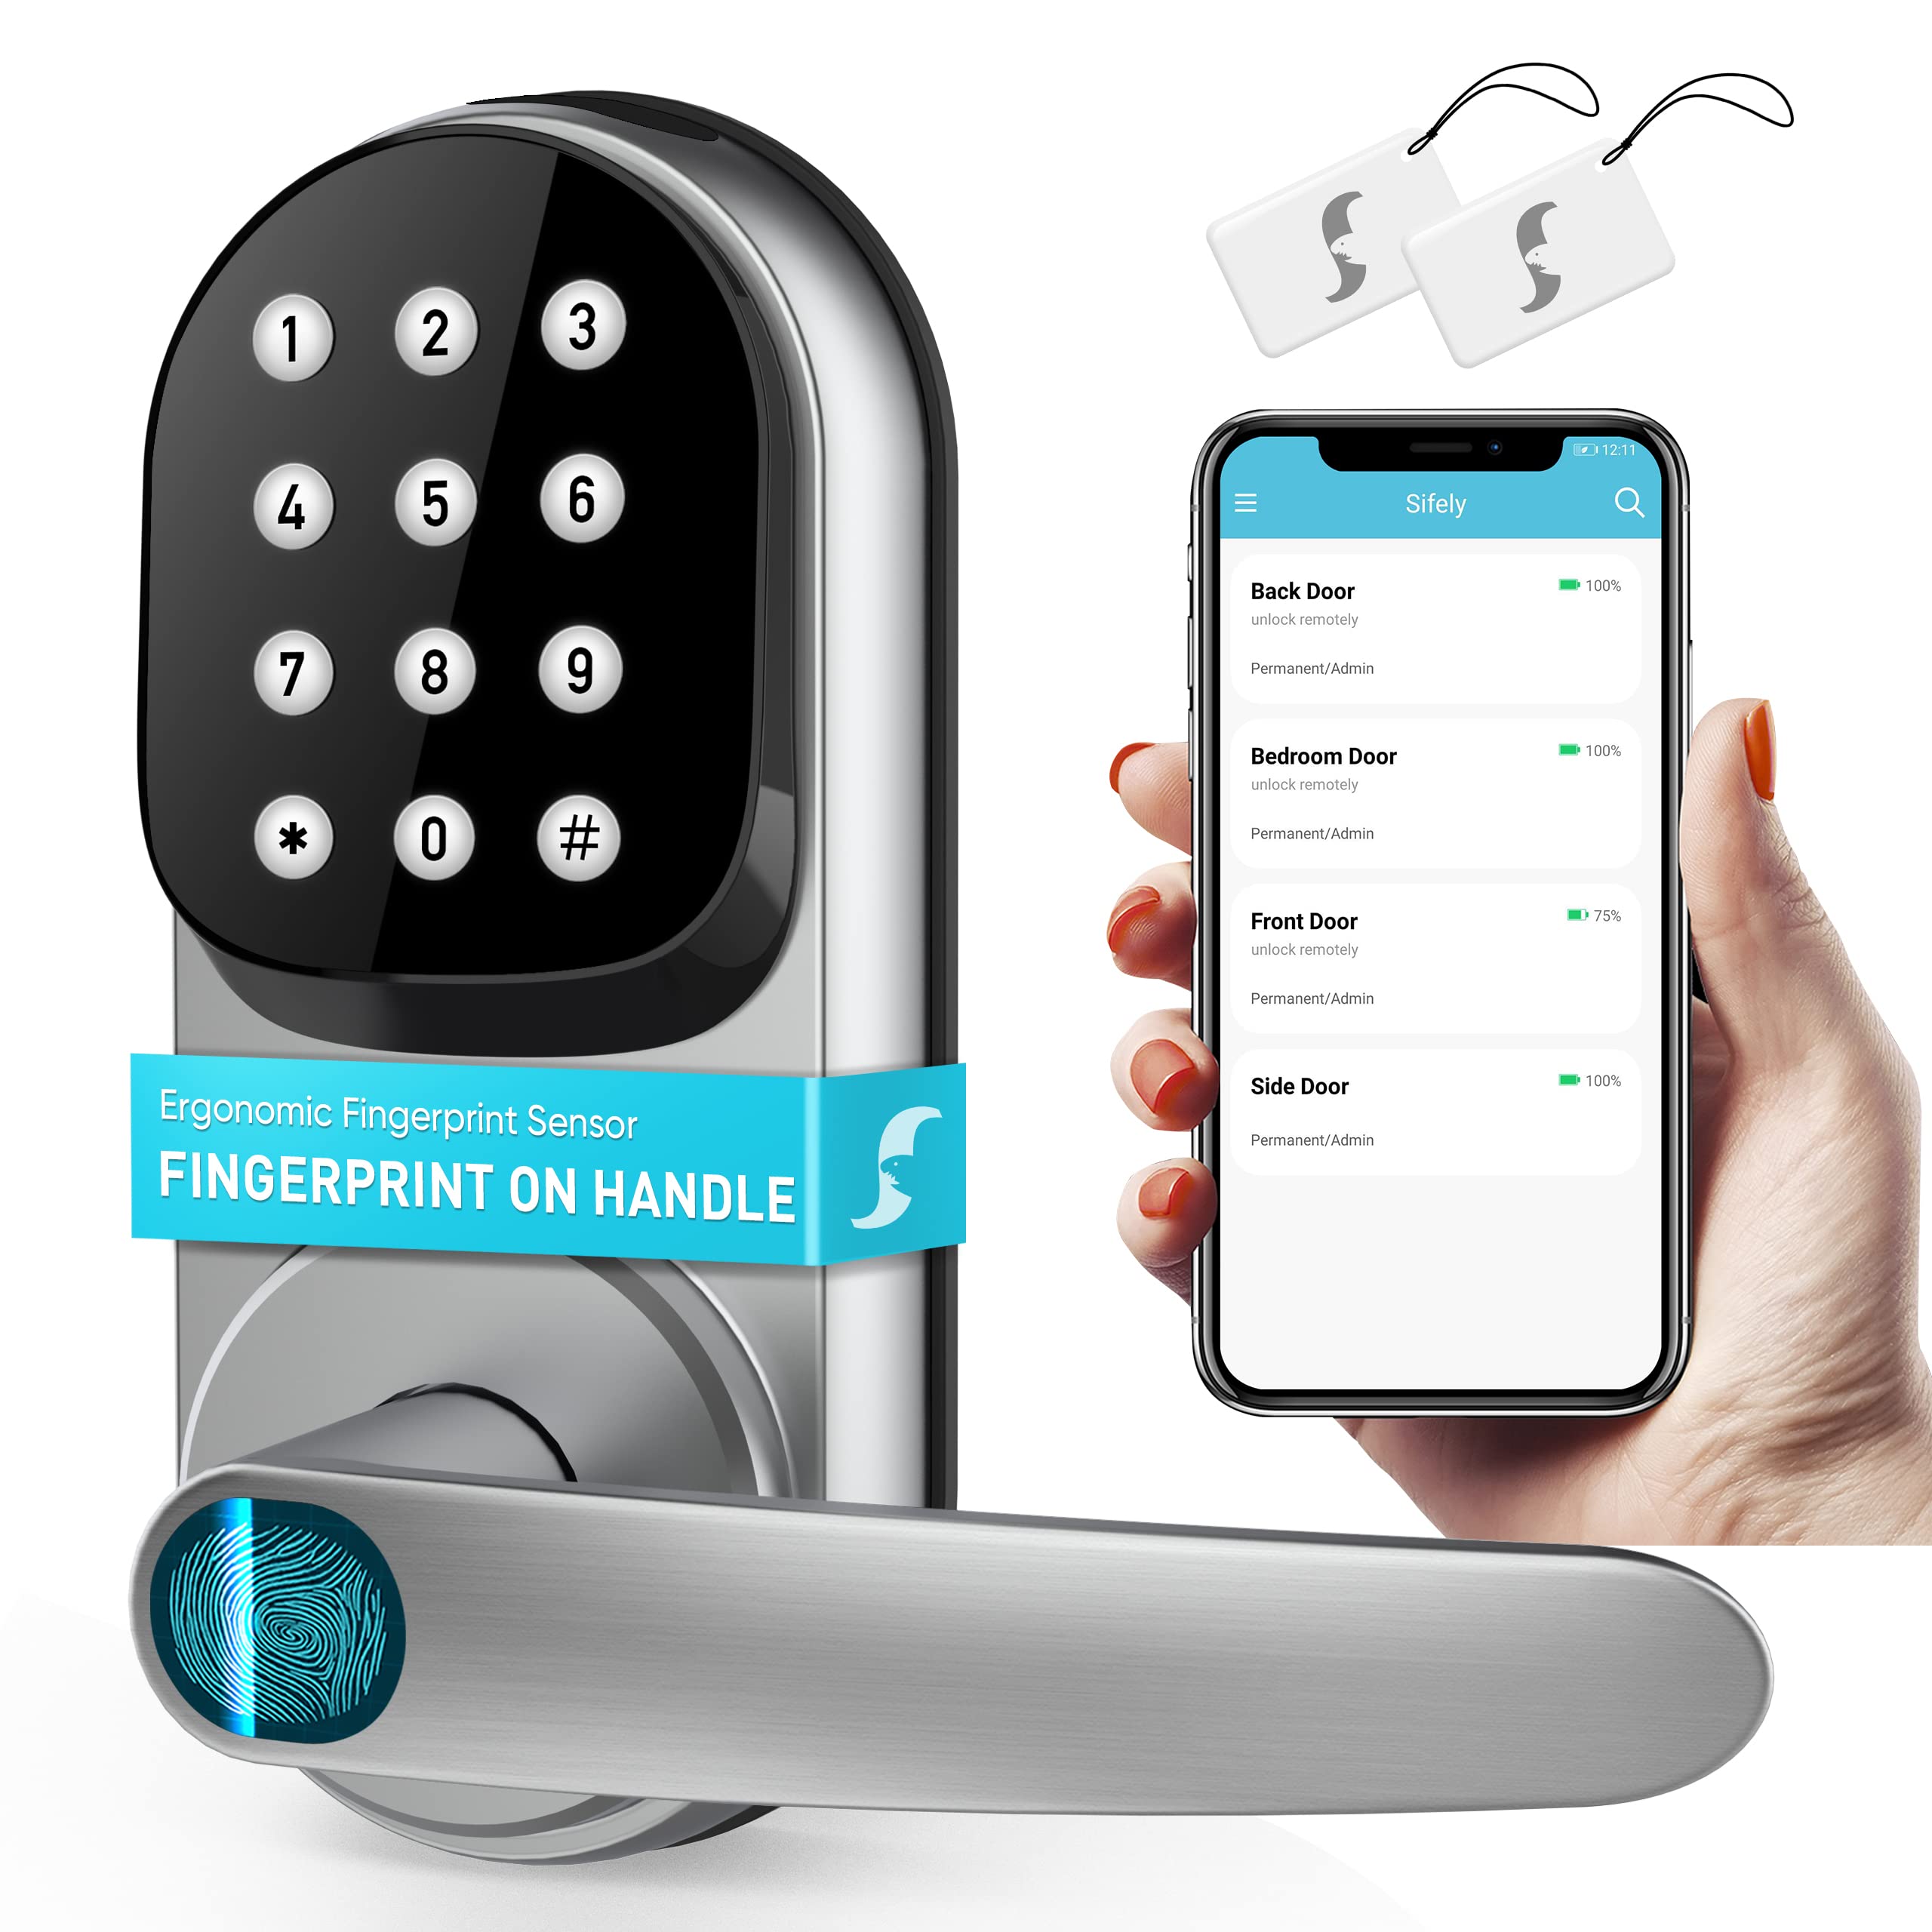 1 2 3
4 5 6
7 8 9
* 0 #
Ergonomic Fingerprint Sensor
FINGERPRINT ON HANDLE
12:11
Sifely
Back Door 100%
unlock remotely
Permanent/Admin
Bedroom Door 100%
unlock remotely
Permanent/Admin
Front Door 75%
unlock remotely
Permanent/Admin
Side Door 100%
Permanent/Admin